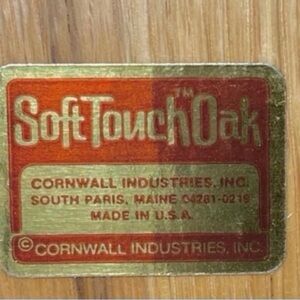 SoftTouchOak™
CORNWALL INDUSTRIES, INC.
SOUTH PARIS, MAINE 04281-0219
MADE IN U.S.A.
© CORNWALL INDUSTRIES, INC.